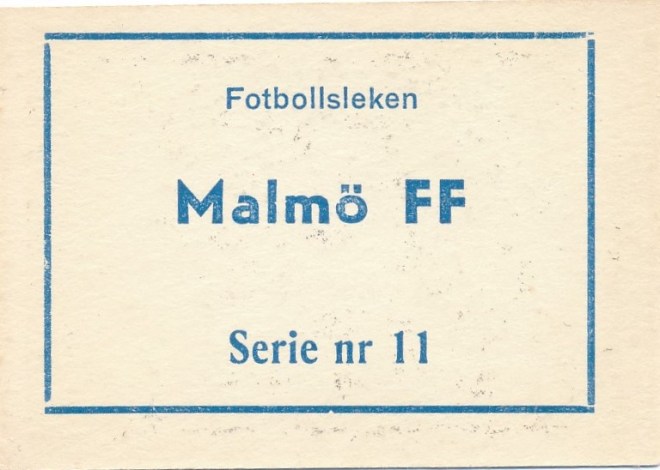 Fotbollsleken
Malmö FF
Serie nr 11